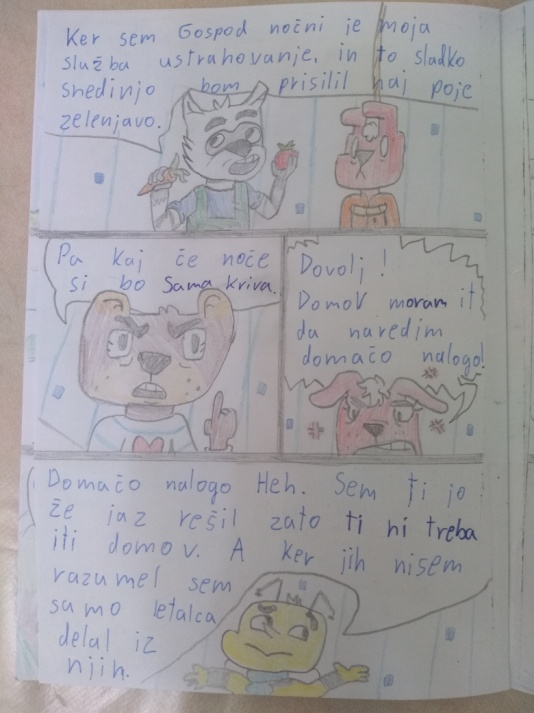 Ker sem Gospod nočni je moja
služba ustrahovanje, in to sladko
snedinjo bom prisilil naj poje
zelenjavo.
Pa kaj če noče
si bo sama kriva.
Dovolj!
Domov moram it
da naredim
domačo nalogo!
Domačo nalogo Heh. Sem ti jo
že jaz rešil zato ti ni treba
iti domov. A ker jih nisem
razumel sem
samo letalca
delal iz
njih.